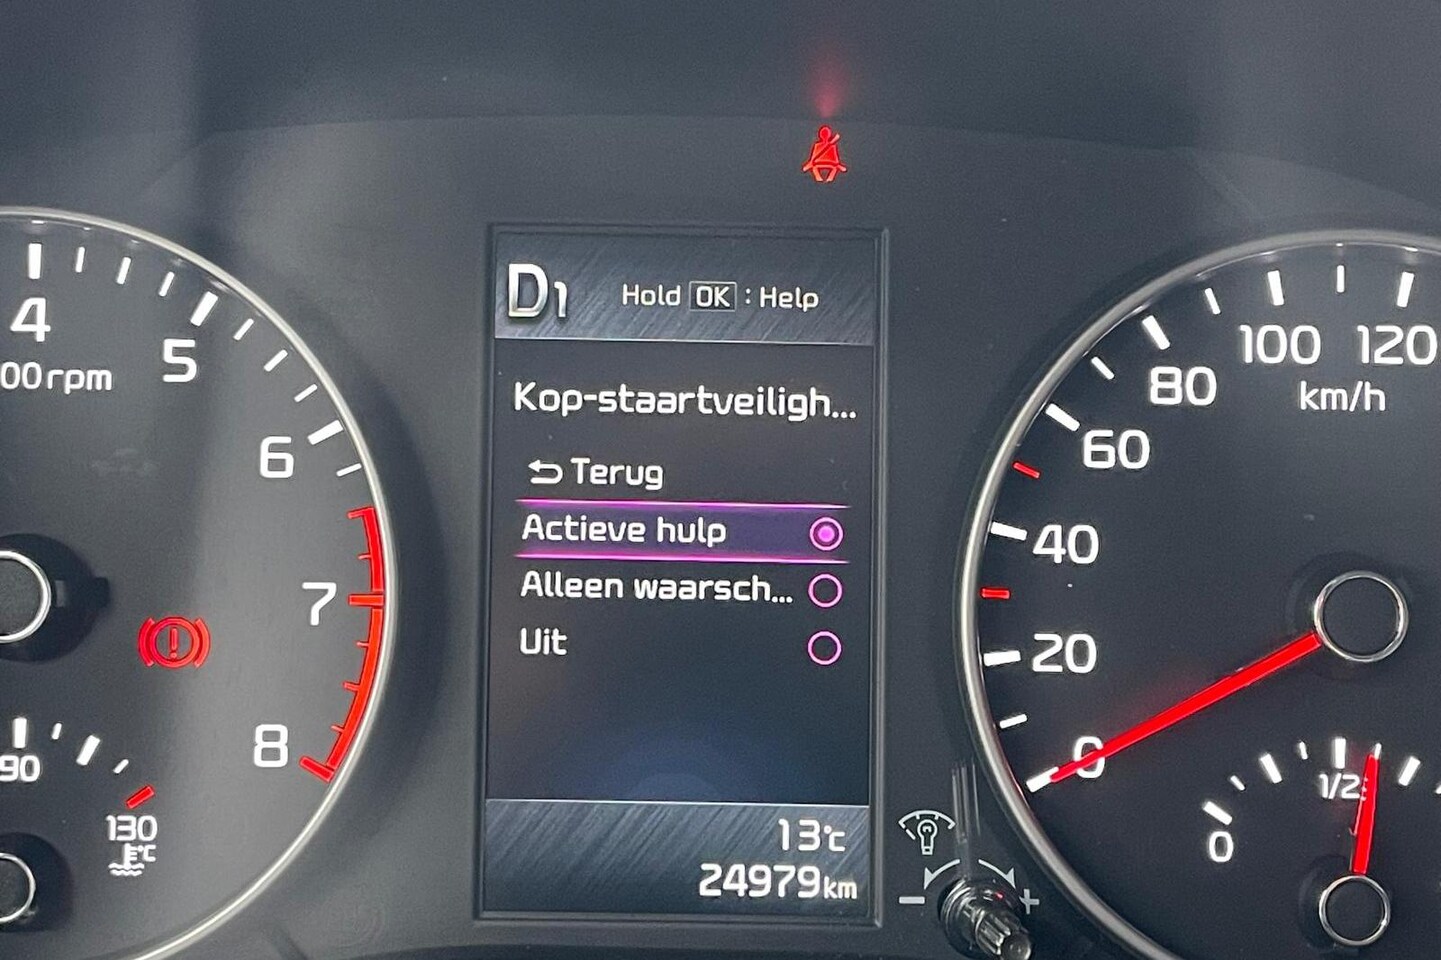 D1
Hold OK : Help
Kop-staartveiligh...
Terug
Actieve hulp
Alleen waarsch...
Uit
13°C
24979km
4
5
6
7
8
00rpm
90
130
°C
0
20
40
60
80
100
120
km/h
0
1/2
- +